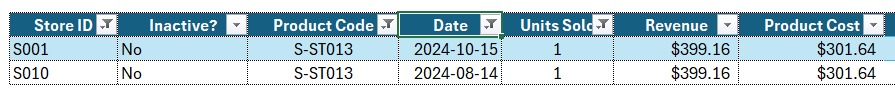 Store ID Inactive? Product Code Date Units Solc Revenue Product Cost
S001 No S-ST013 2024-10-15 1 $399.16 $301.64
S010 No S-ST013 2024-08-14 1 $399.16 $301.64